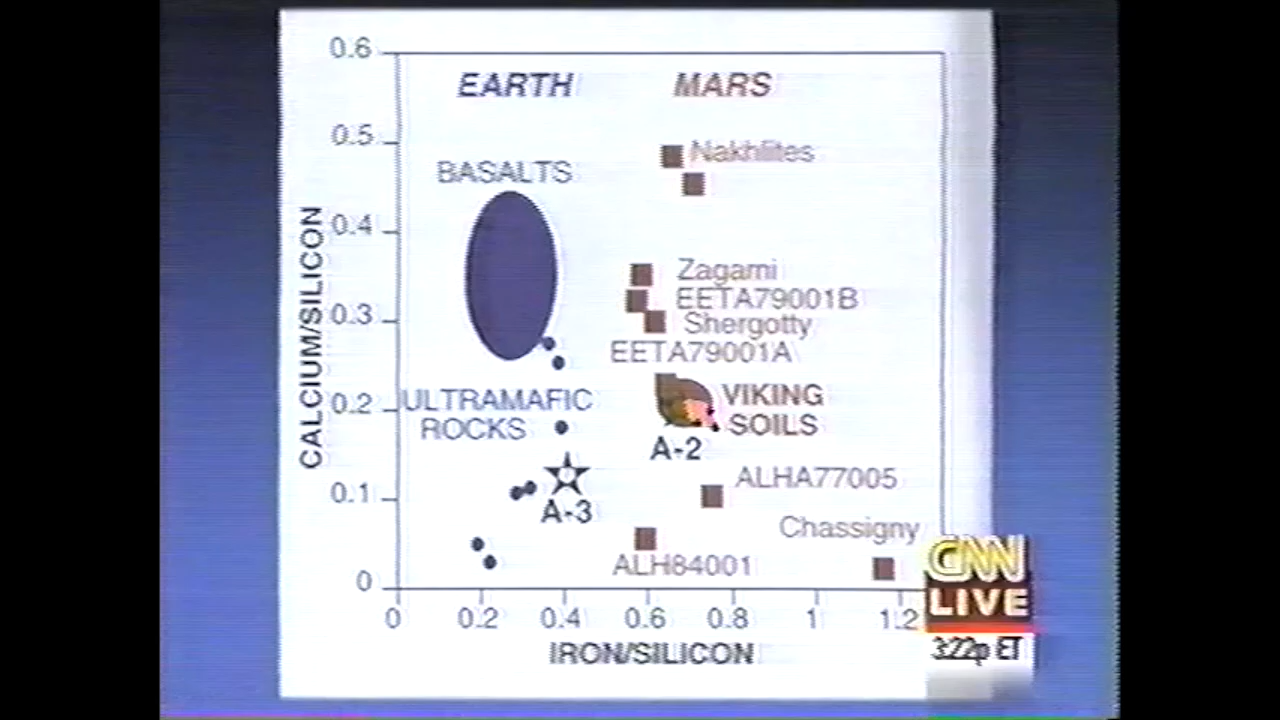 0.6
EARTH MARS
0.5
Nakhlites
BASALTS
0.4
CALCIUM/SILICON
Zagami
EETA79001B
0.3
Shergotty
EETA79001A
ULTRAMAFIC
ROCKS
0.2
VIKING
SOILS
A-2
ALHA77005
0.1
A-3
Chassigny
ALH84001
0
0 0.2 0.4 0.6 0.8 1 1.2
IRON/SILICON
CNN
LIVE
3:22p ET